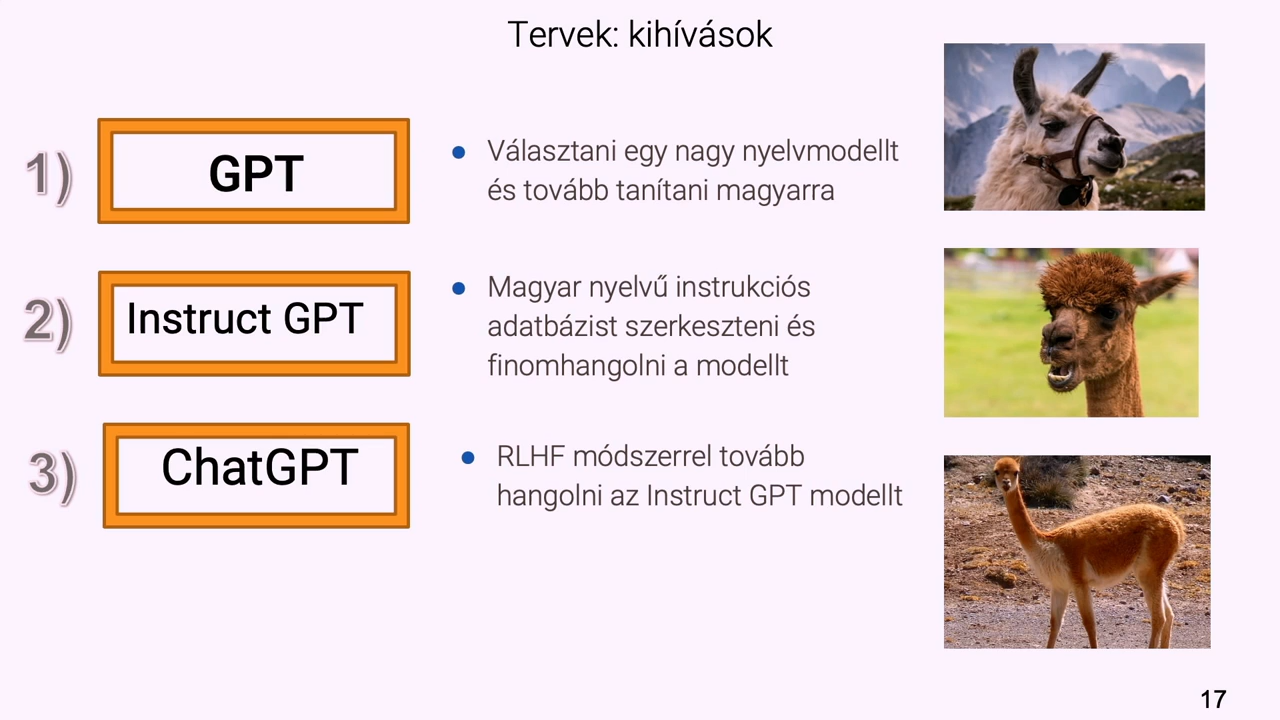 Tervek: kihívások
1)
GPT
● Választani egy nagy nyelvmodellt
és tovább tanítani magyarra
2)
Instruct GPT
● Magyar nyelvű instrukciós
adatbázist szerkeszteni és
finomhangolni a modellt
3)
ChatGPT
● RLHF módszerrel tovább
hangolni az Instruct GPT modellt
17